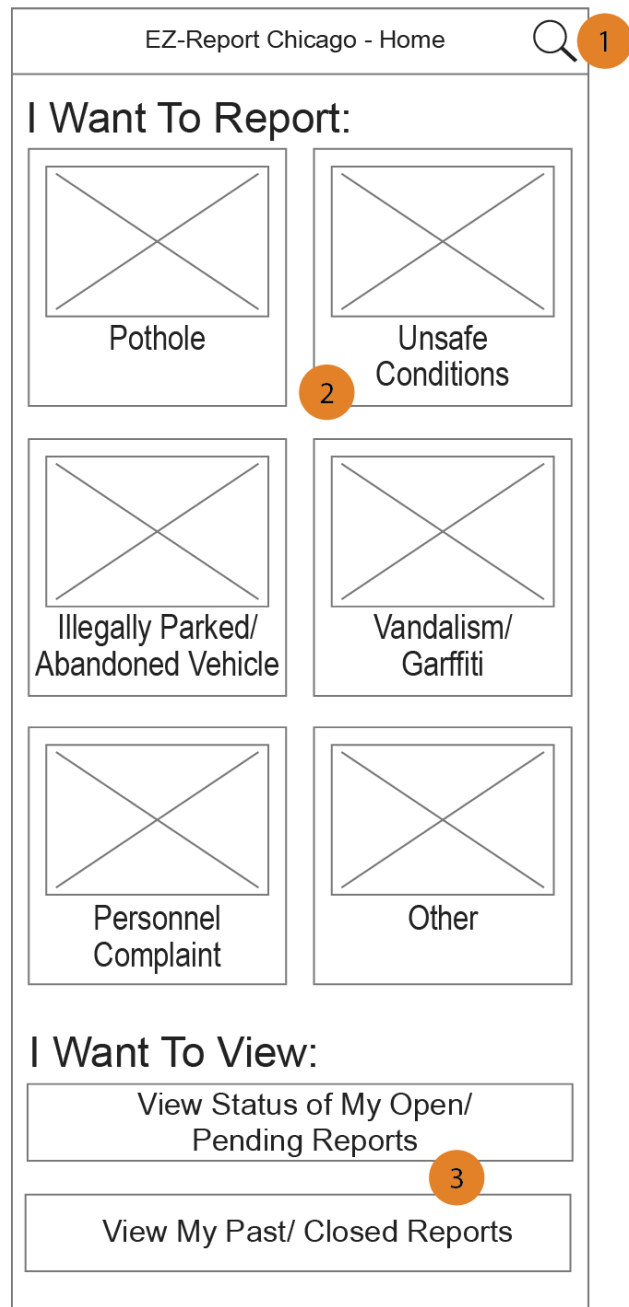 EZ-Report Chicago - Home
1
I Want To Report:
Pothole
Unsafe
Conditions
2
Illegally Parked/
Abandoned Vehicle
Vandalism/
Garffiti
Personnel
Complaint
Other
I Want To View:
View Status of My Open/
Pending Reports
3
View My Past/ Closed Reports